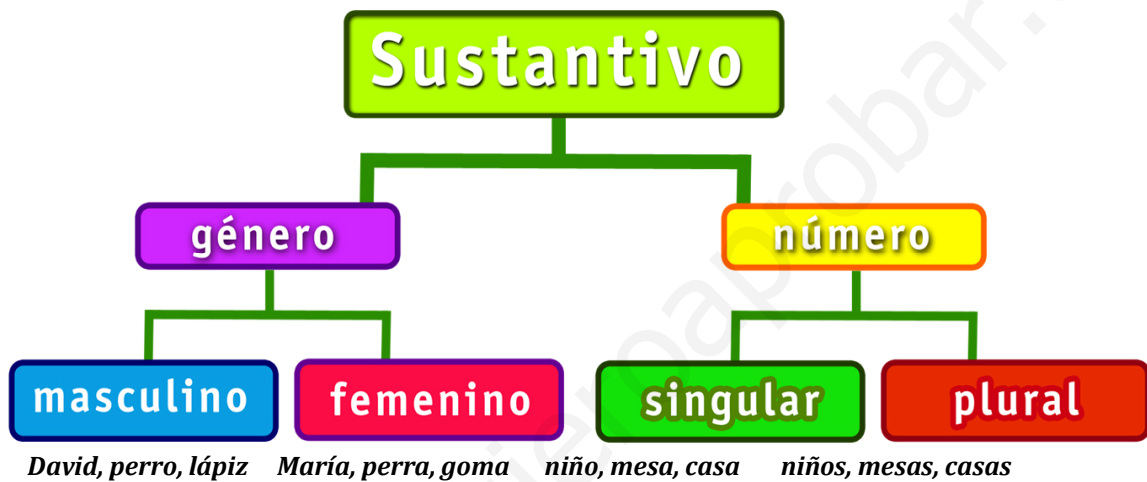 Sustantivo
género número
masculino femenino singular plural
David, perro, lápiz María, perra, goma niño, mesa, casa niños, mesas, casas